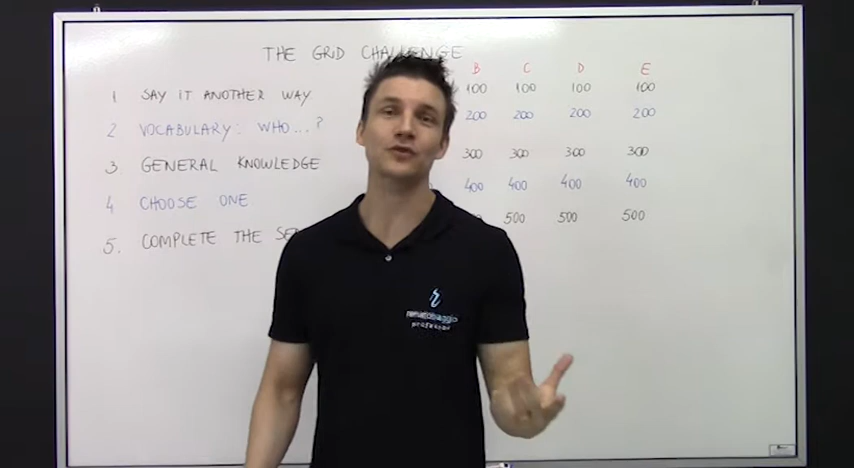 THE GRID CHALLENGE
B C D E
1 SAY IT ANOTHER WAY 100 100 100 100
2 VOCABULARY: WHO...? 200 200 200 200
3 GENERAL KNOWLEDGE 300 300 300 300
4 CHOOSE ONE 400 400 400 400
5. COMPLETE THE SE 500 500 500
professor